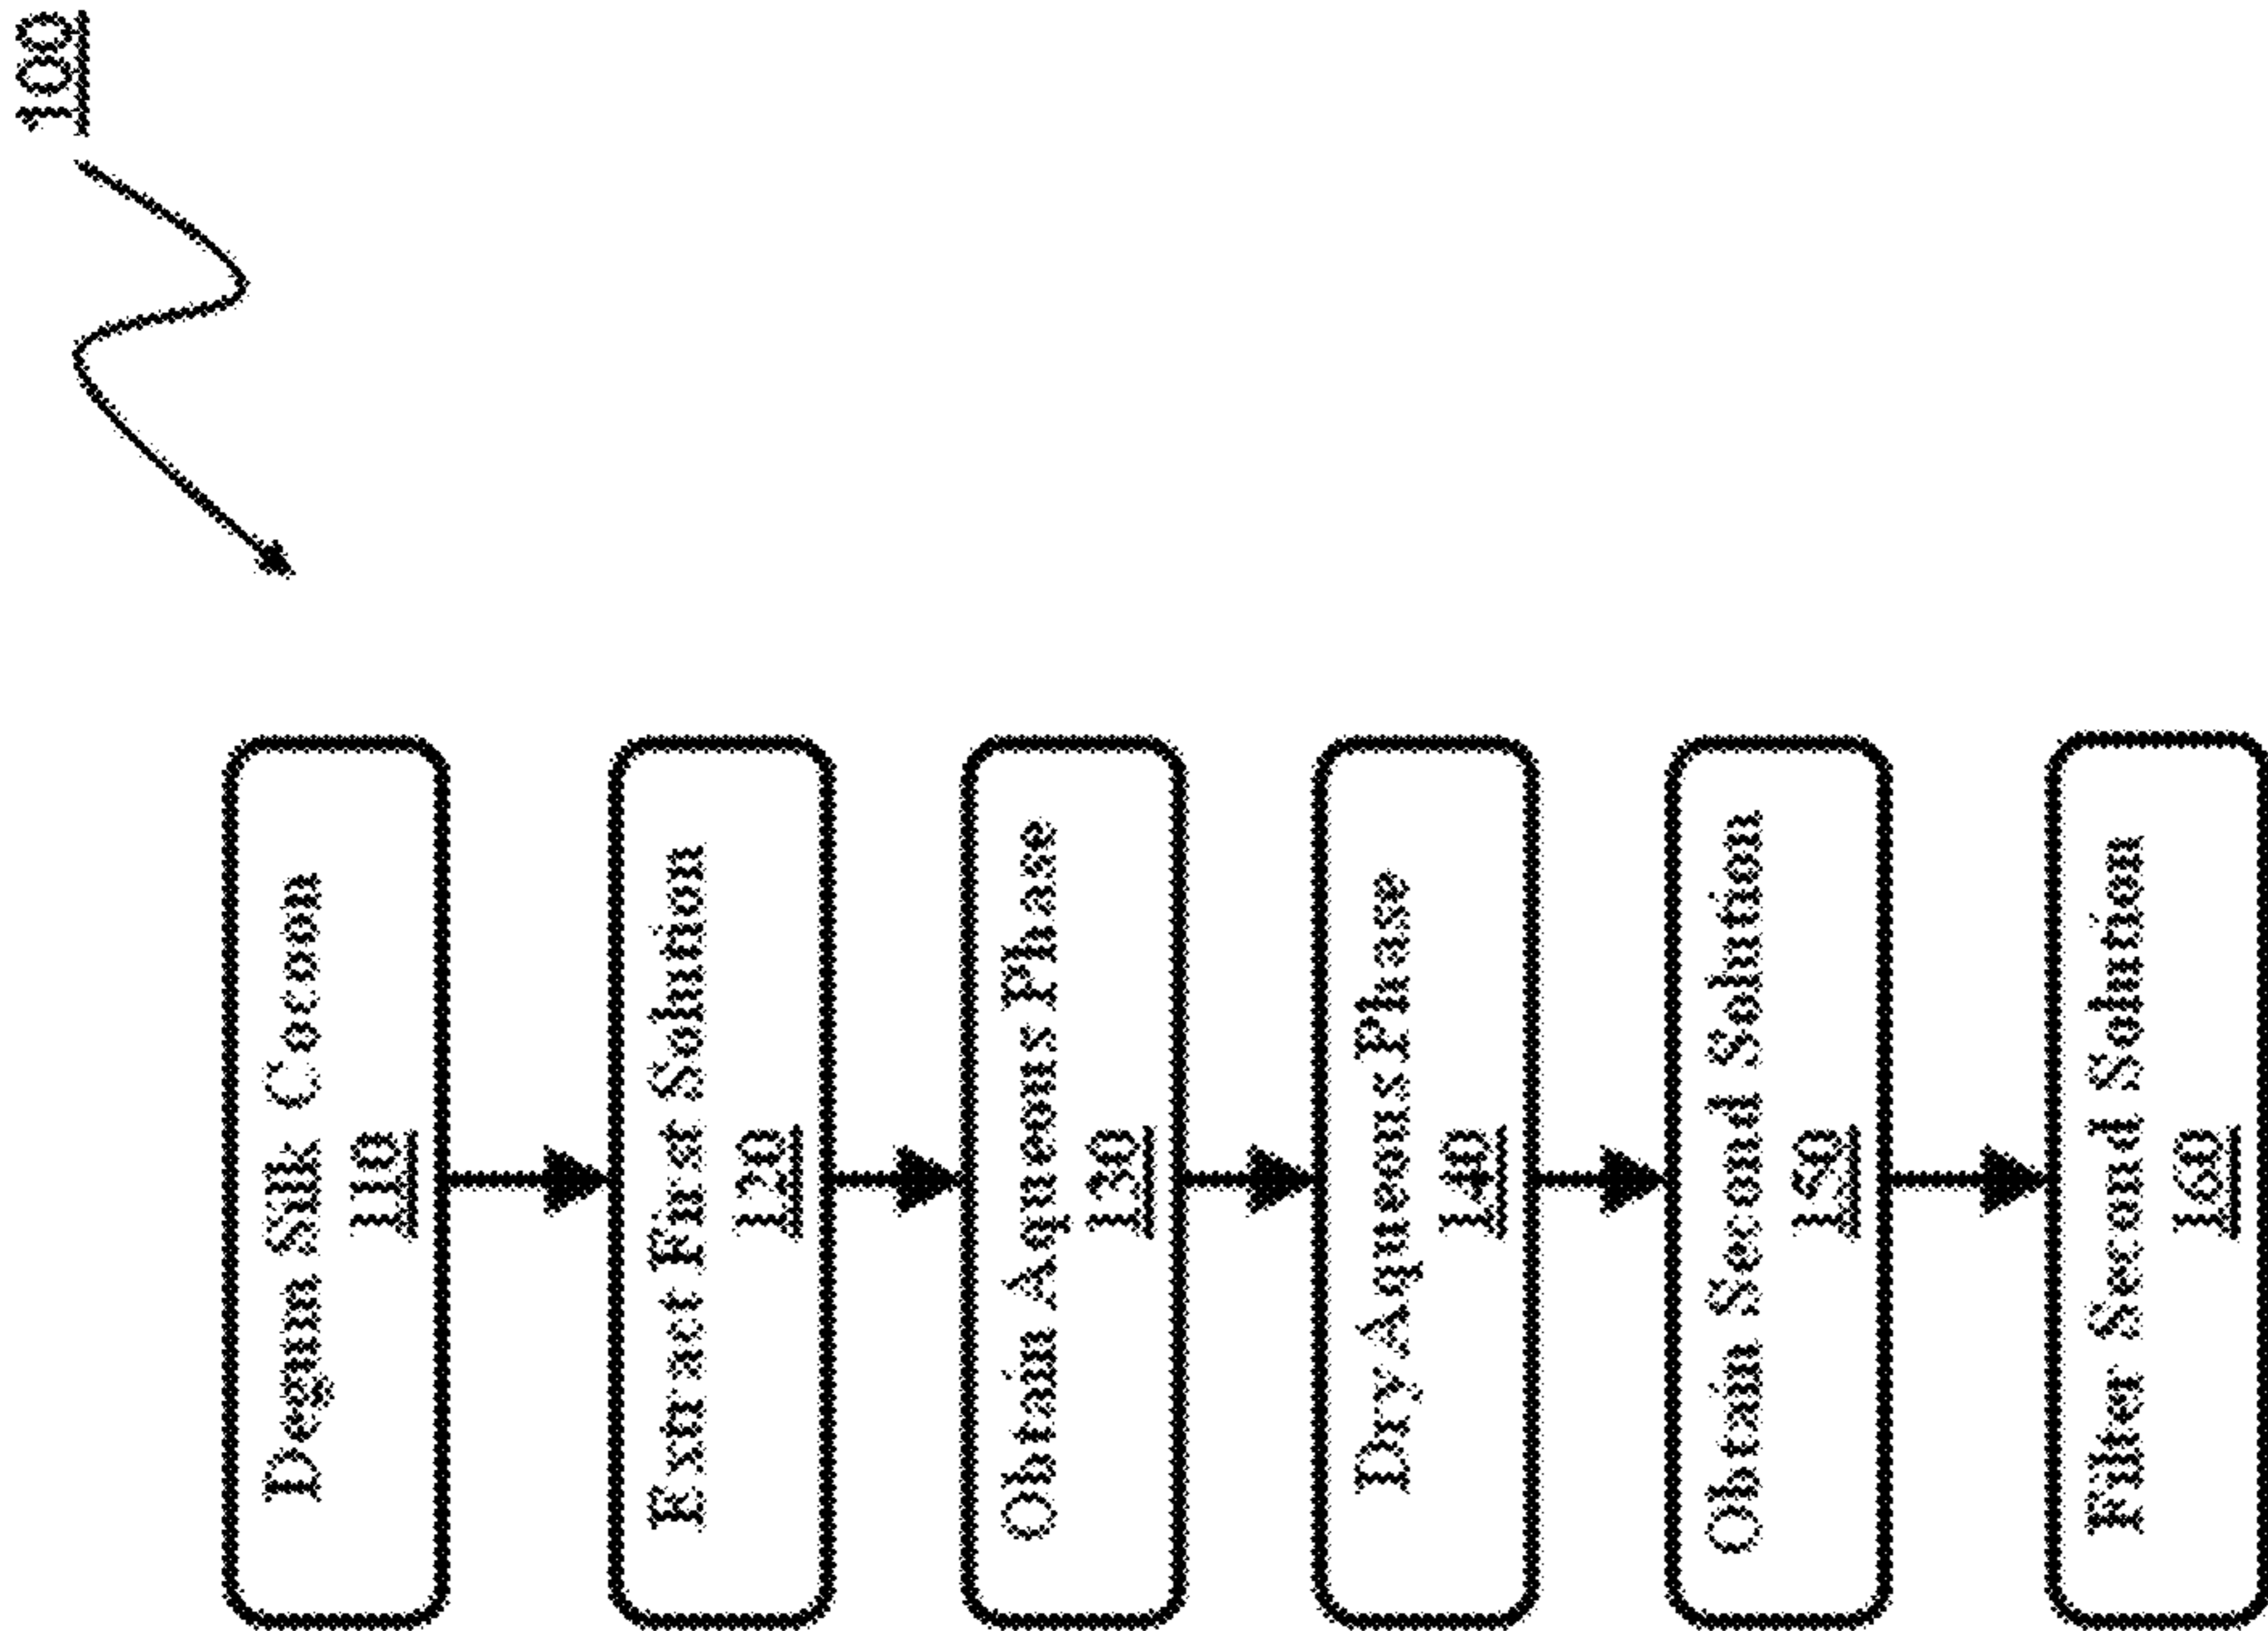 100
Degum Silk Cocoon
110
Extract First Solution
120
Obtain Aqueous Phase
130
Dry Aqueous Phase
140
Obtain Second Solution
150
Filter Second Solution
160